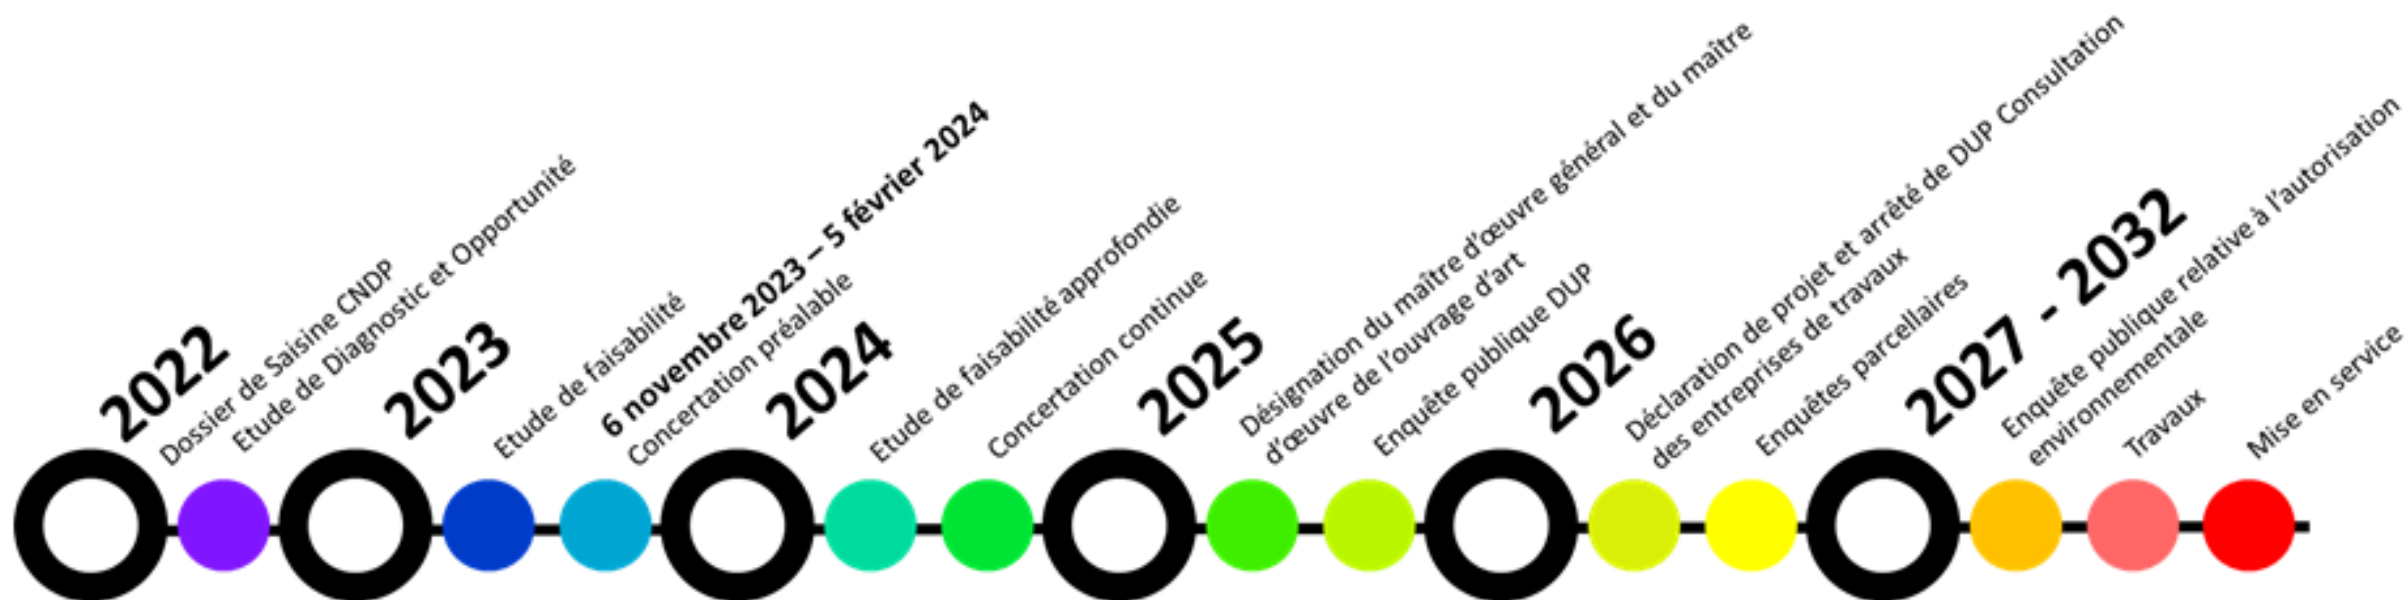 2022
Dossier de Saisine CNDP
Etude de Diagnostic et Opportunité
2023
Etude de faisabilité
6 novembre 2023 – 5 février 2024
Concertation préalable
2024
Etude de faisabilité approfondie
Concertation continue
2025
Désignation du maître d'œuvre général et du maître
d'œuvre de l'ouvrage d'art
Enquête publique DUP
2026
Déclaration de projet et arrêté de DUP Consultation
des entreprises de travaux
Enquêtes parcellaires
2027 - 2032
Enquête publique relative à l'autorisation
environnementale
Travaux
Mise en service